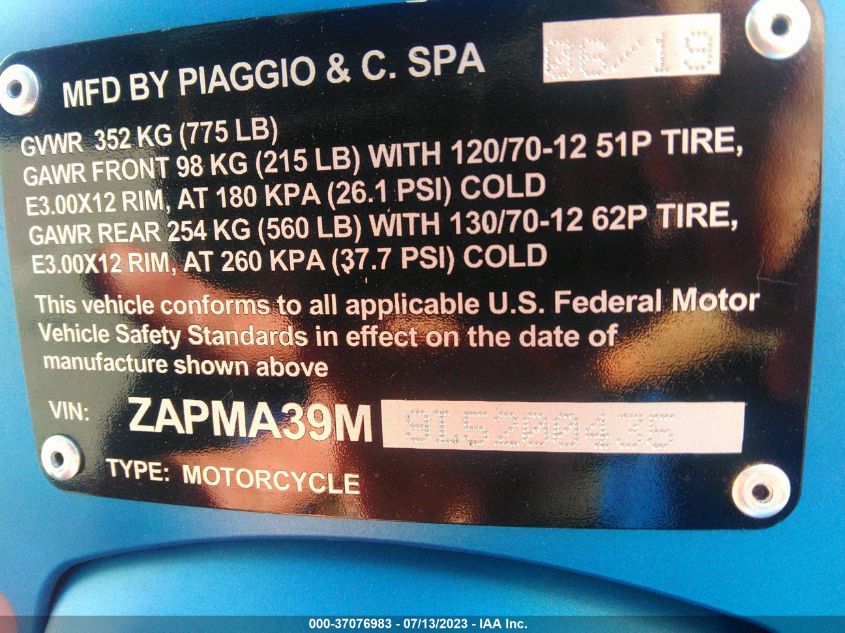 MFD BY PIAGGIO & C. SPA 06-19
GVWR 352 KG (775 LB)
GAWR FRONT 98 KG (215 LB) WITH 120/70-12 51P TIRE,
E3.00X12 RIM, AT 180 KPA (26.1 PSI) COLD
GAWR REAR 254 KG (560 LB) WITH 130/70-12 62P TIRE,
E3.00X12 RIM, AT 260 KPA (37.7 PSI) COLD
This vehicle conforms to all applicable U.S. Federal Motor
Vehicle Safety Standards in effect on the date of
manufacture shown above
VIN: ZAPMA39M 9L5200435
TYPE: MOTORCYCLE
000-37076983 - 07/13/2023 - IAA Inc.